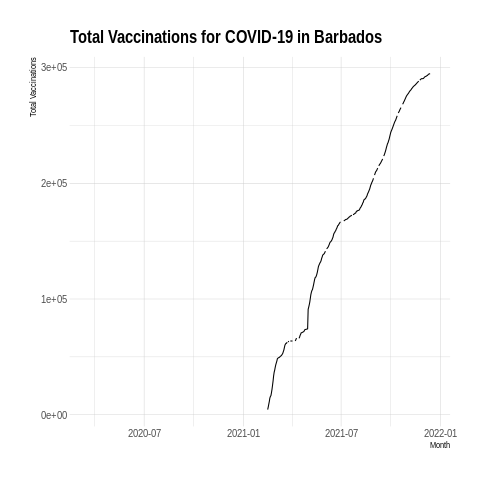 Total Vaccinations for COVID-19 in Barbados
Total Vaccinations
3e+05
2e+05
1e+05
0e+00
2020-07 2021-01 2021-07 2022-01
Month